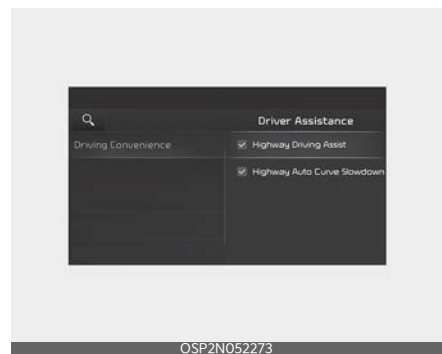 Driver Assistance
Driving Convenience
Highway Driving Assist
Highway Auto Curve Slowdown
OSP2N052273